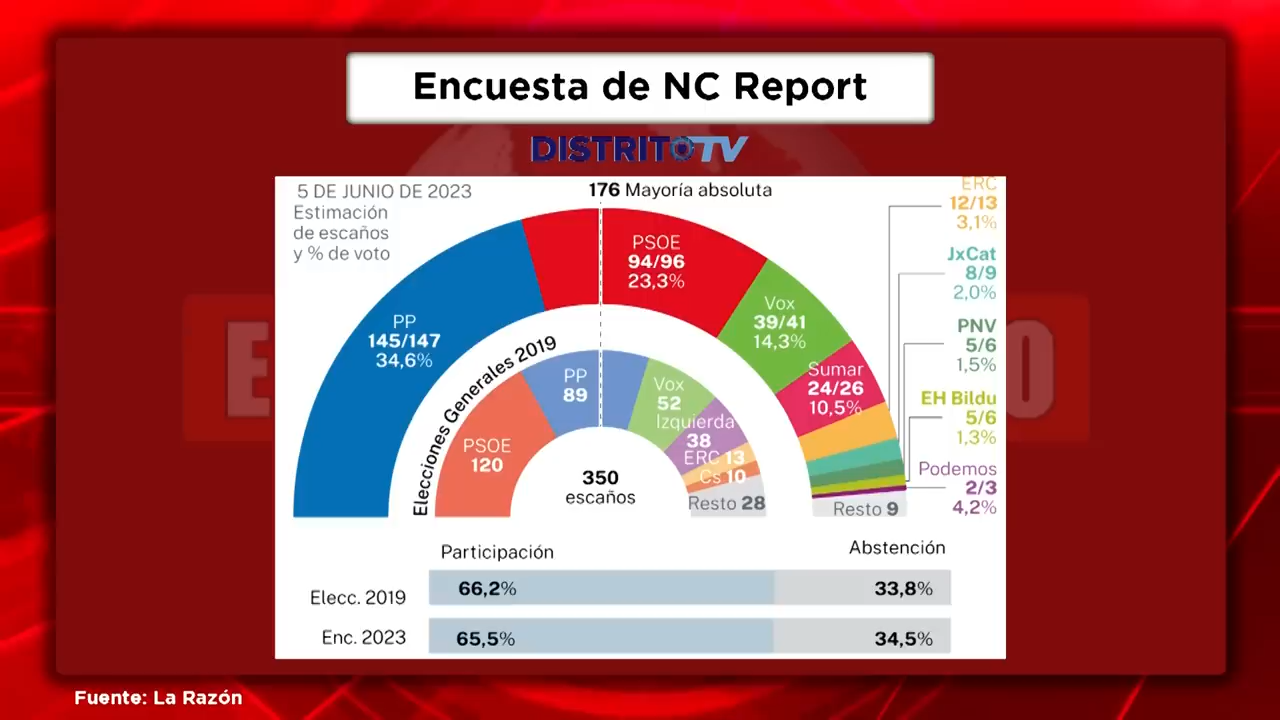 Encuesta de NC Report
DISTRITO TV
5 DE JUNIO DE 2023
Estimación
de escaños
y % de voto
176 Mayoría absoluta
PP
145/147
34,6%
PSOE
94/96
23,3%
Vox
39/41
14,3%
Sumar
24/26
10,5%
ERC
12/13
3,1%
JxCat
8/9
2,0%
PNV
5/6
1,5%
EH Bildu
5/6
1,3%
Podemos
2/3
4,2%
Resto 9
Elecciones Generales 2019
PSOE
120
PP
89
Vox
52
Izquierda
38
ERC 13
Cs 10
Resto 28
350
escaños
Participación
Abstención
Elecc. 2019
66,2%
33,8%
Enc. 2023
65,5%
34,5%
Fuente: La Razón